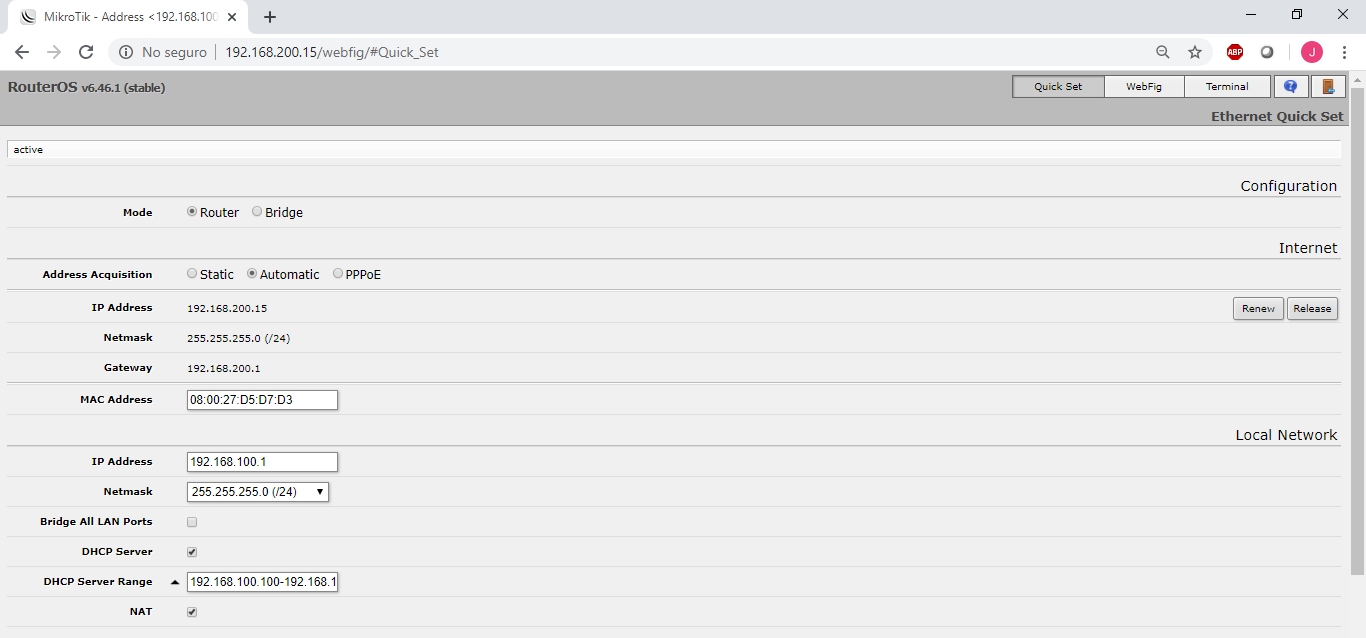 MikroTik - Address <192.168.100
No seguro 192.168.200.15/webfig/#Quick_Set
ABP
J
RouterOS v6.46.1 (stable)
Quick Set WebFig Terminal
Ethernet Quick Set
active
Configuration
Mode Router Bridge
Internet
Address Acquisition Static Automatic PPPoE
IP Address 192.168.200.15 Renew Release
Netmask 255.255.255.0 (/24)
Gateway 192.168.200.1
MAC Address 08:00:27:D5:D7:D3
Local Network
IP Address 192.168.100.1
Netmask 255.255.255.0 (/24)
Bridge All LAN Ports
DHCP Server
DHCP Server Range 192.168.100.100-192.168.1
NAT